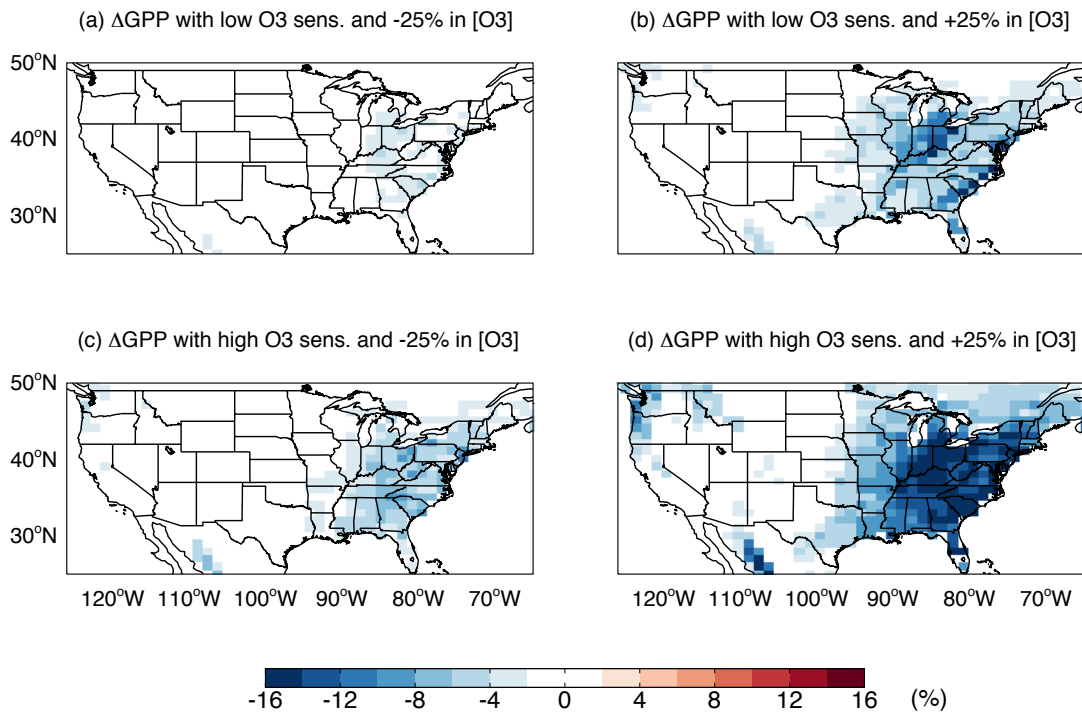 (a) ΔGPP with low O3 sens. and -25% in [O3]
(b) ΔGPP with low O3 sens. and +25% in [O3]
50°N
40°N
30°N
(c) ΔGPP with high O3 sens. and -25% in [O3]
(d) ΔGPP with high O3 sens. and +25% in [O3]
50°N
40°N
30°N
120°W 110°W 100°W 90°W 80°W 70°W
120°W 110°W 100°W 90°W 80°W 70°W
-16 -12 -8 -4 0 4 8 12 16 (%)